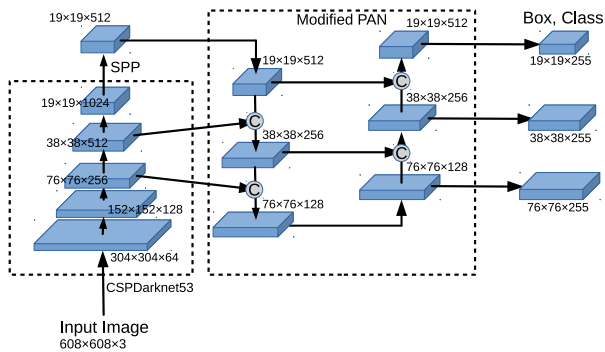 19×19×512
Modified PAN
19×19×512
Box, Class
SPP
19×19×512
C
19×19×255
19×19×1024
38×38×512
C
38×38×256
38×38×256
38×38×255
76×76×256
C
C
76×76×128
152×152×128
76×76×128
76×76×255
304×304×64
CSPDarknet53
Input Image
608×608×3